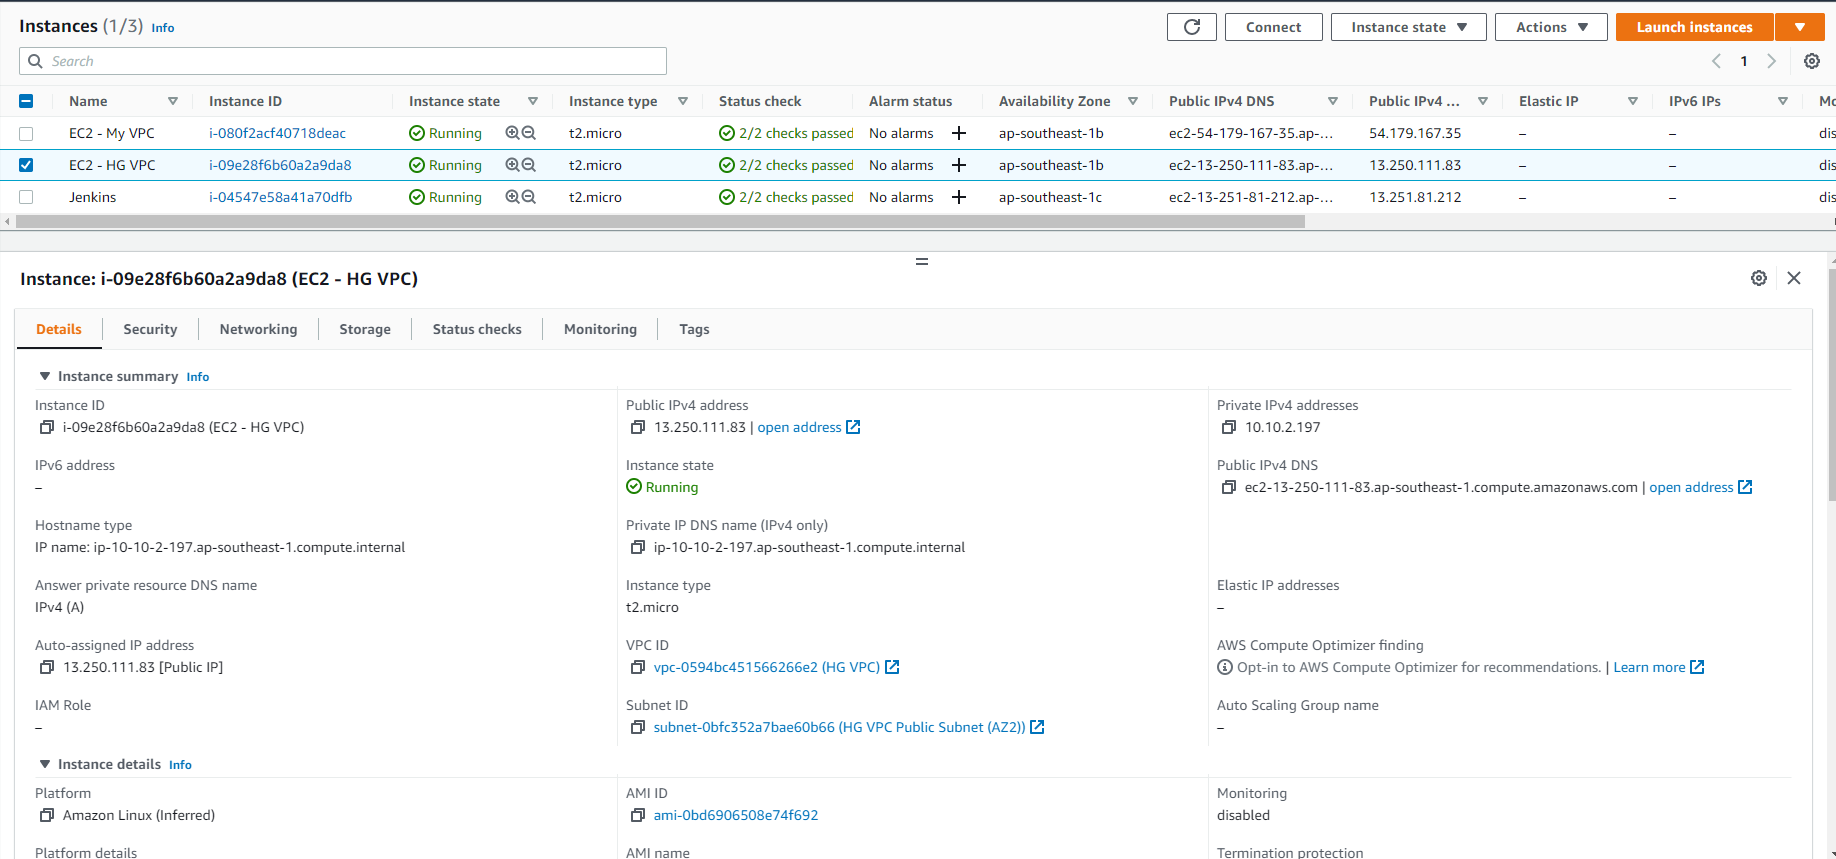 Instances (1/3) Info
Connect
Instance state
Actions
Launch instances
Search
1
Name Instance ID Instance state Instance type Status check Alarm status Availability Zone Public IPv4 DNS Public IPv4 ... Elastic IP IPv6 IPs
EC2 - My VPC i-080f2acf40718deac Running t2.micro 2/2 checks passed No alarms + ap-southeast-1b ec2-54-179-167-35.ap-... 54.179.167.35 – – dis
EC2 - HG VPC i-09e28f6b60a2a9da8 Running t2.micro 2/2 checks passed No alarms + ap-southeast-1b ec2-13-250-111-83.ap-... 13.250.111.83 – – dis
Jenkins i-04547e58a41a70dfb Running t2.micro 2/2 checks passed No alarms + ap-southeast-1c ec2-13-251-81-212.ap-... 13.251.81.212 – – dis
Instance: i-09e28f6b60a2a9da8 (EC2 - HG VPC)
Details Security Networking Storage Status checks Monitoring Tags
Instance summary Info
Instance ID
i-09e28f6b60a2a9da8 (EC2 - HG VPC)
Public IPv4 address
13.250.111.83 | open address
Private IPv4 addresses
10.10.2.197
IPv6 address
–
Instance state
Running
Public IPv4 DNS
ec2-13-250-111-83.ap-southeast-1.compute.amazonaws.com | open address
Hostname type
IP name: ip-10-10-2-197.ap-southeast-1.compute.internal
Private IP DNS name (IPv4 only)
ip-10-10-2-197.ap-southeast-1.compute.internal
Answer private resource DNS name
IPv4 (A)
Instance type
t2.micro
Elastic IP addresses
–
Auto-assigned IP address
13.250.111.83 [Public IP]
VPC ID
vpc-0594bc451566266e2 (HG VPC)
AWS Compute Optimizer finding
Opt-in to AWS Compute Optimizer for recommendations. | Learn more
IAM Role
–
Subnet ID
subnet-0bfc352a7bae60b66 (HG VPC Public Subnet (AZ2))
Auto Scaling Group name
–
Instance details Info
Platform
Amazon Linux (Inferred)
AMI ID
ami-0bd6906508e74f692
Monitoring
disabled
Platform details
AMI name
Termination protection